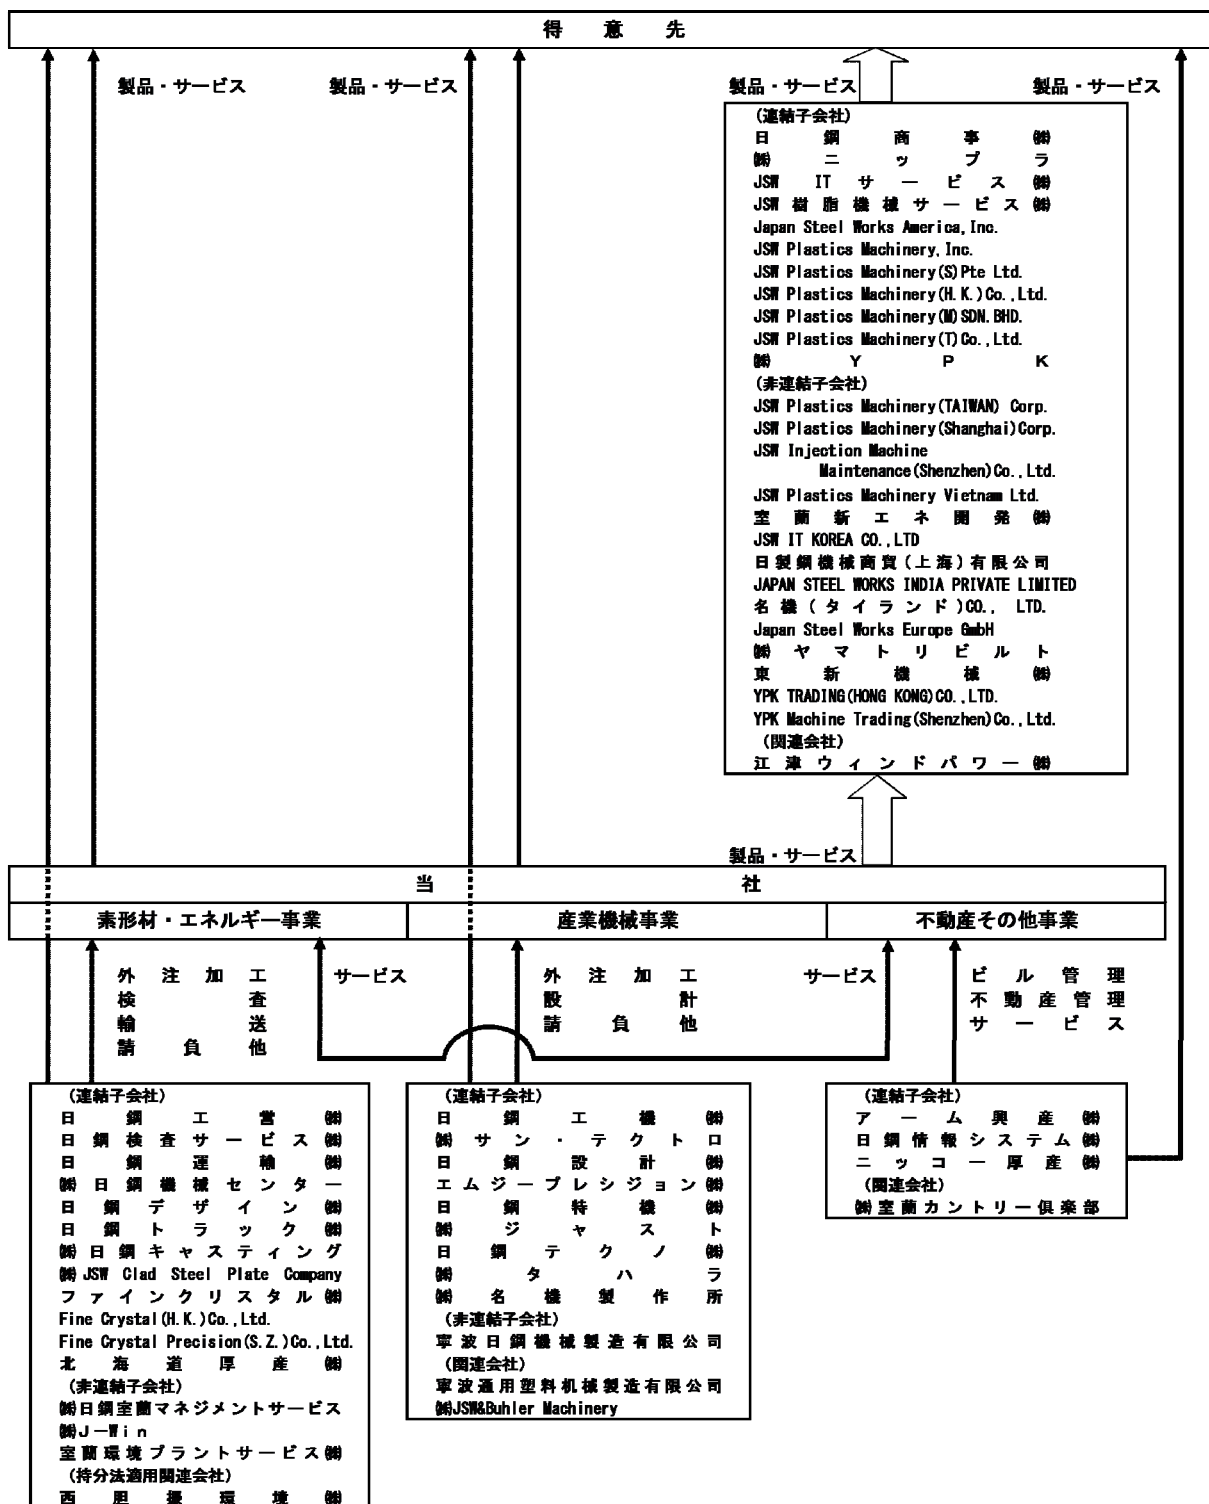 得意先
製品・サービス
製品・サービス
製品・サービス
製品・サービス
(連結子会社)
日鋼商事㈱
㈱ニップラ
JSW ITサービス㈱
JSW樹脂機械サービス㈱
Japan Steel Works America,Inc.
JSW Plastics Machinery,Inc.
JSW Plastics Machinery(S)Pte Ltd.
JSW Plastics Machinery(H.K.)Co.,Ltd.
JSW Plastics Machinery(M)SDN.BHD.
JSW Plastics Machinery(T)Co.,Ltd.
㈱YPK
(非連結子会社)
JSW Plastics Machinery(TAIWAN) Corp.
JSW Plastics Machinery(Shanghai)Corp.
JSW Injection Machine
Maintenance(Shenzhen)Co.,Ltd.
JSW Plastics Machinery Vietnam Ltd.
室蘭新エネ開発㈱
JSW IT KOREA CO.,LTD
日製鋼機械商貿(上海)有限公司
JAPAN STEEL WORKS INDIA PRIVATE LIMITED
名機(タイランド)CO., LTD.
Japan Steel Works Europe GmbH
㈱ヤマトリビルト
東新機械㈱
YPK TRADING(HONG KONG)CO.,LTD.
YPK Machine Trading(Shenzhen)Co.,Ltd.
(関連会社)
江津ウィンドパワー㈱
製品・サービス
当社
素形材・エネルギー事業
産業機械事業
不動産その他事業
外注加工
検査
輸送
請負他
サービス
外注加工
設計
請負他
サービス
ビル管理
不動産管理
サービス
(連結子会社)
日鋼工営㈱
日鋼検査サービス㈱
日鋼運輸㈱
㈱日鋼機械センター
日鋼デザイン㈱
日鋼トラック㈱
㈱日鋼キャスティング
㈱JSW Clad Steel Plate Company
ファインクリスタル㈱
Fine Crystal(H.K.)Co.,Ltd.
Fine Crystal Precision(S.Z.)Co.,Ltd.
北海道厚産㈱
(非連結子会社)
㈱日鋼室蘭マネジメントサービス
㈱J－Win
室蘭環境プラントサービス㈱
(持分法適用関連会社)
西胆振環境㈱
(連結子会社)
日鋼工機㈱
㈱サン・テクトロ
日鋼設計㈱
エムジープレシジョン㈱
日鋼特機㈱
㈱ジャスト
日鋼テクノ㈱
㈱タハラ
㈱名機製作所
(非連結子会社)
寧波日鋼機械製造有限公司
(関連会社)
寧波通用塑料机械製造有限公司
㈱JSW&Buhler Machinery
(連結子会社)
アーム興産㈱
日鋼情報システム㈱
ニッコー厚産㈱
(関連会社)
㈱室蘭カントリー倶楽部